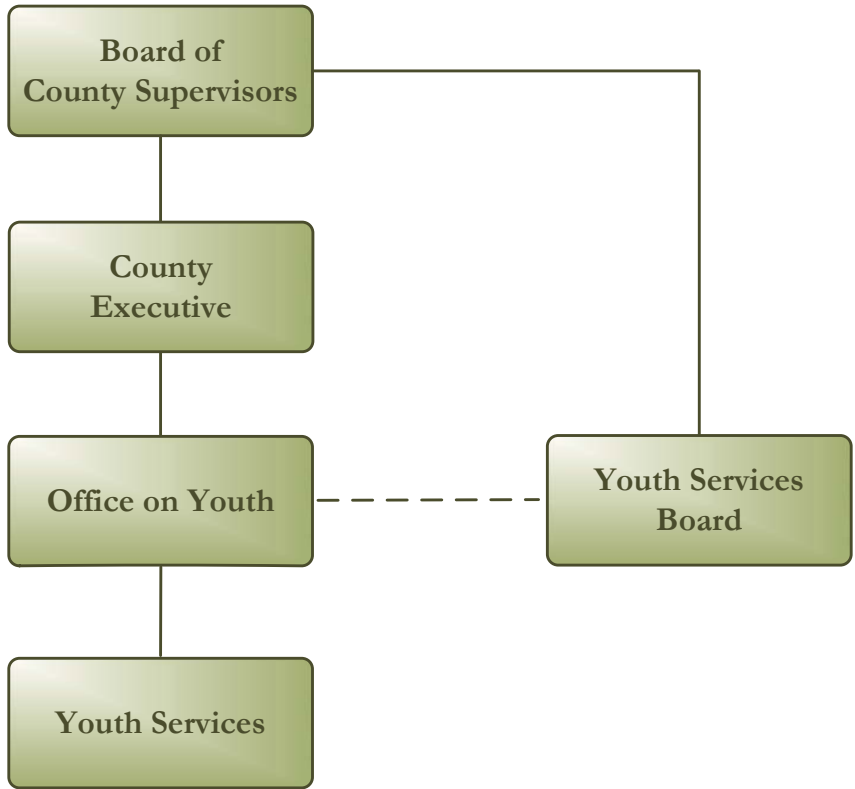 Board of
County Supervisors
County
Executive
Office on Youth
Youth Services
Board
Youth Services